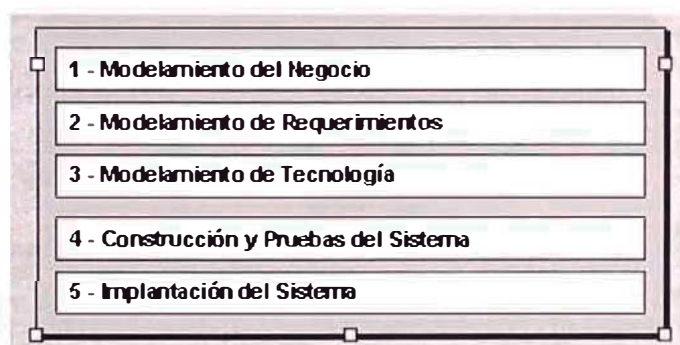 1 - Modelamiento del Negocio
2 - Modelamiento de Requerimientos
3 - Modelamiento de Tecnología
4 - Construcción y Pruebas del Sistema
5 - Implantación del Sistema